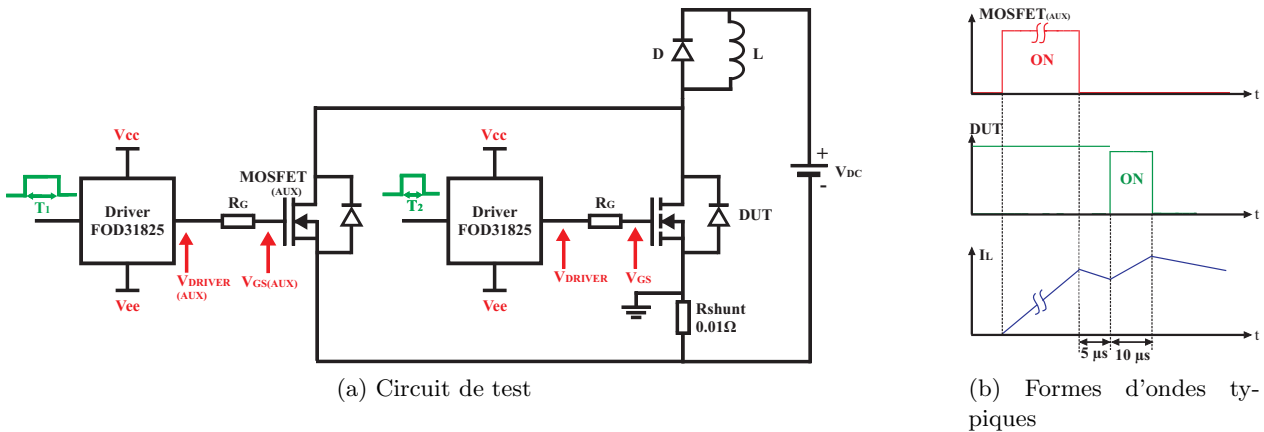 D
L
Vcc
Vcc
+
VDC
-
MOSFET
(AUX)
T1
Driver
FOD31825
RG
T2
Driver
FOD31825
RG
DUT
VDRIVER
(AUX)
VGS(AUX)
VDRIVER
VGS
Vee
Vee
Rshunt
0.01Ω
(a) Circuit de test
MOSFET(AUX)
ON
t
DUT
ON
t
IL
t
5 µs
10 µs
(b) Formes d'ondes ty-
piques